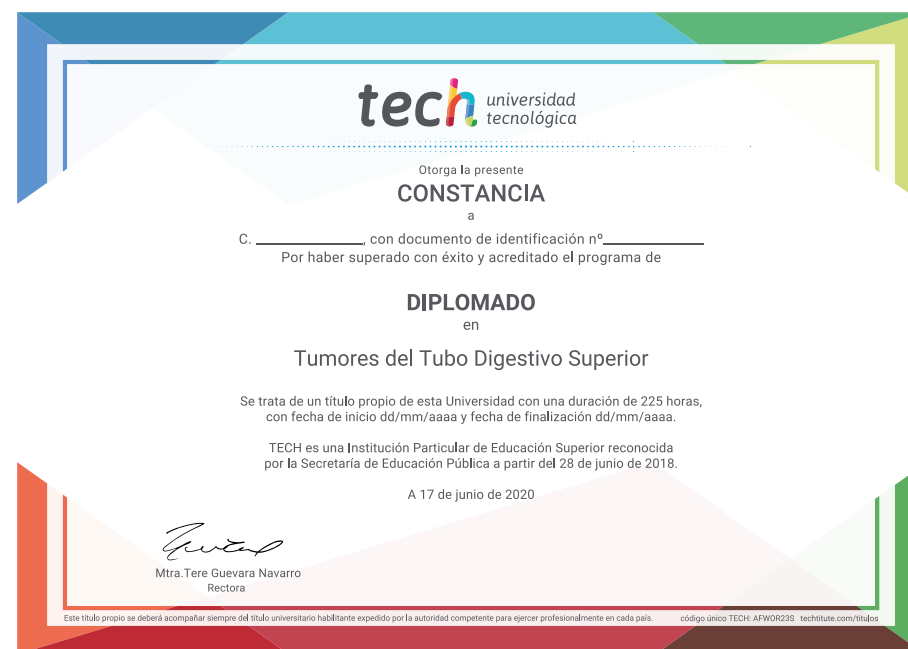 tech universidad
tecnológica
Otorga la presente
CONSTANCIA
a
C. ______________, con documento de identificación nº_____________
Por haber superado con éxito y acreditado el programa de
DIPLOMADO
en
Tumores del Tubo Digestivo Superior
Se trata de un título propio de esta Universidad con una duración de 225 horas,
con fecha de inicio dd/mm/aaaa y fecha de finalización dd/mm/aaaa.
TECH es una Institución Particular de Educación Superior reconocida
por la Secretaría de Educación Pública a partir del 28 de junio de 2018.
A 17 de junio de 2020
Mtra.Tere Guevara Navarro
Rectora
Este título propio se deberá acompañar siempre del título universitario habilitante expedido por la autoridad competente para ejercer profesionalmente en cada país. código único TECH: AFWOR23S techtitute.com/titulos